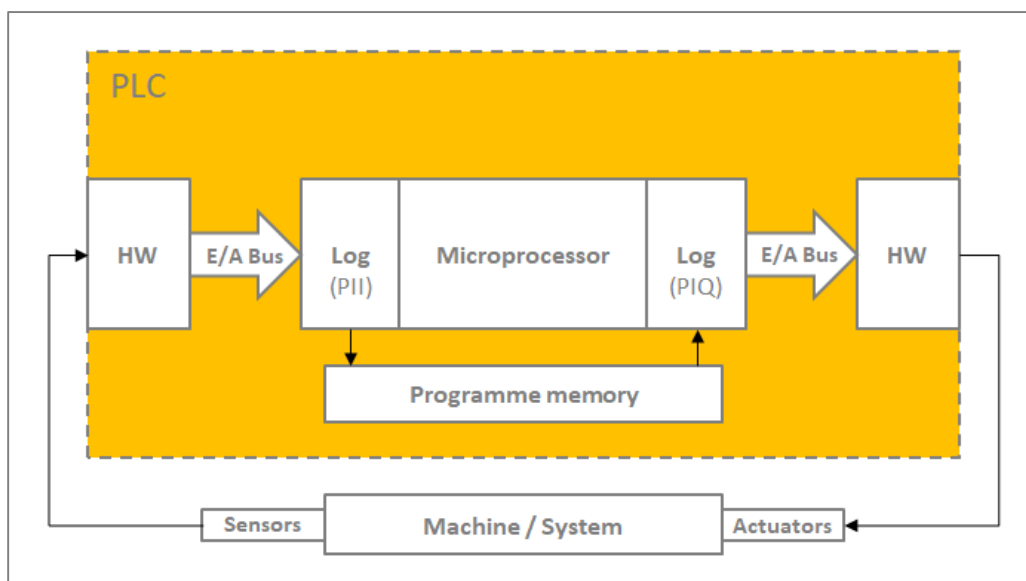 PLC
HW
E/A Bus
Log
(PII)
Microprocessor
Log
(PIQ)
E/A Bus
HW
Programme memory
Sensors
Machine / System
Actuators